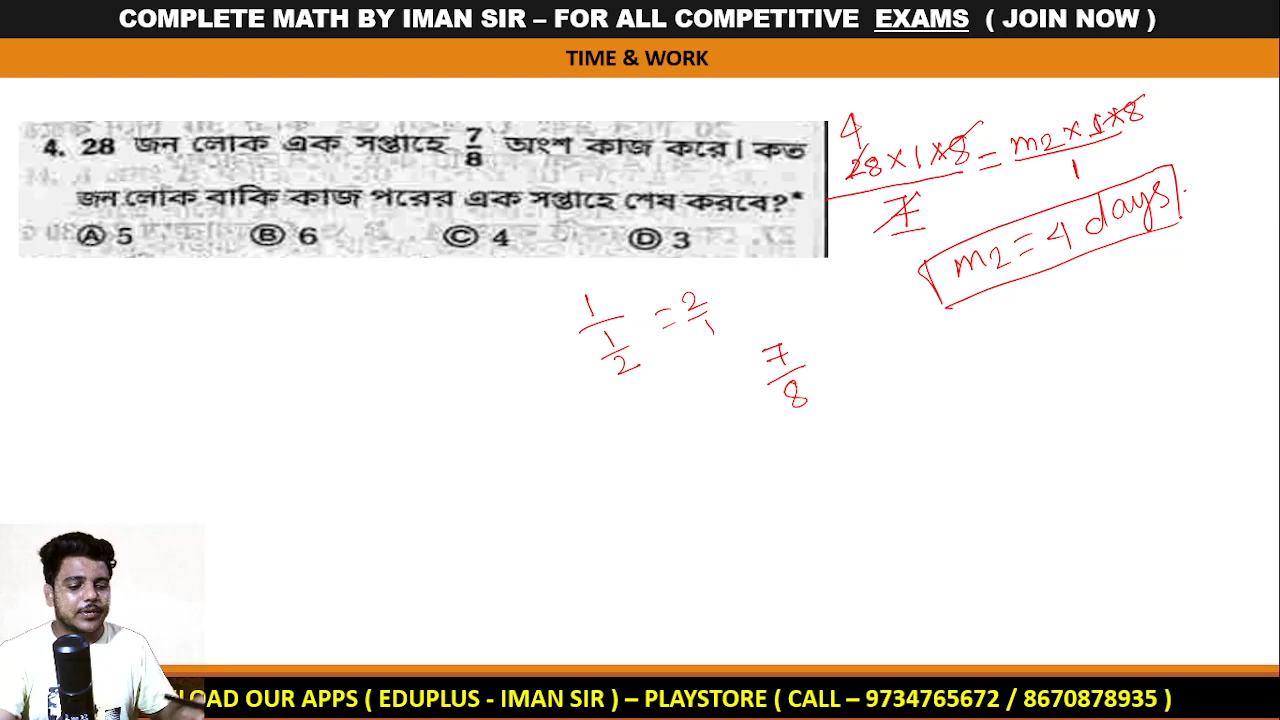 COMPLETE MATH BY IMAN SIR – FOR ALL COMPETITIVE EXAMS ( JOIN NOW )
TIME & WORK
4. 28 জন লোক এক সপ্তাহে 7/8 অংশ কাজ করে। কত
জন লোক বাকি কাজ পরের এক সপ্তাহে শেষ করবে?*
Ⓐ 5 Ⓑ 6 Ⓒ 4 Ⓓ 3
4
28 × 1 × 8 / 7 = m2 × 1 × 8 / 1
m2 = 4 days
1 / 1/2 = 2/1
7/8
LOAD OUR APPS ( EDUPLUS - IMAN SIR ) – PLAYSTORE ( CALL – 9734765672 / 8670878935 )